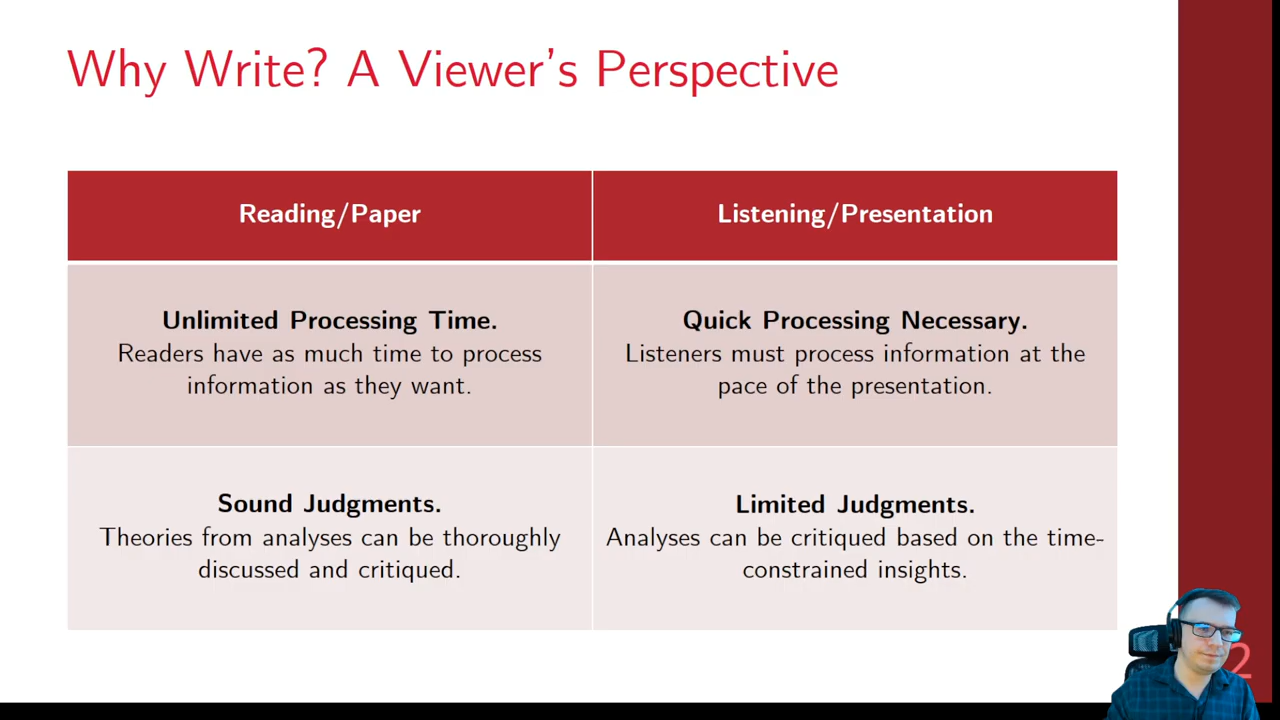 Why Write? A Viewer's Perspective
Reading/Paper
Listening/Presentation
Unlimited Processing Time.
Readers have as much time to process
information as they want.
Quick Processing Necessary.
Listeners must process information at the
pace of the presentation.
Sound Judgments.
Theories from analyses can be thoroughly
discussed and critiqued.
Limited Judgments.
Analyses can be critiqued based on the time-
constrained insights.
2